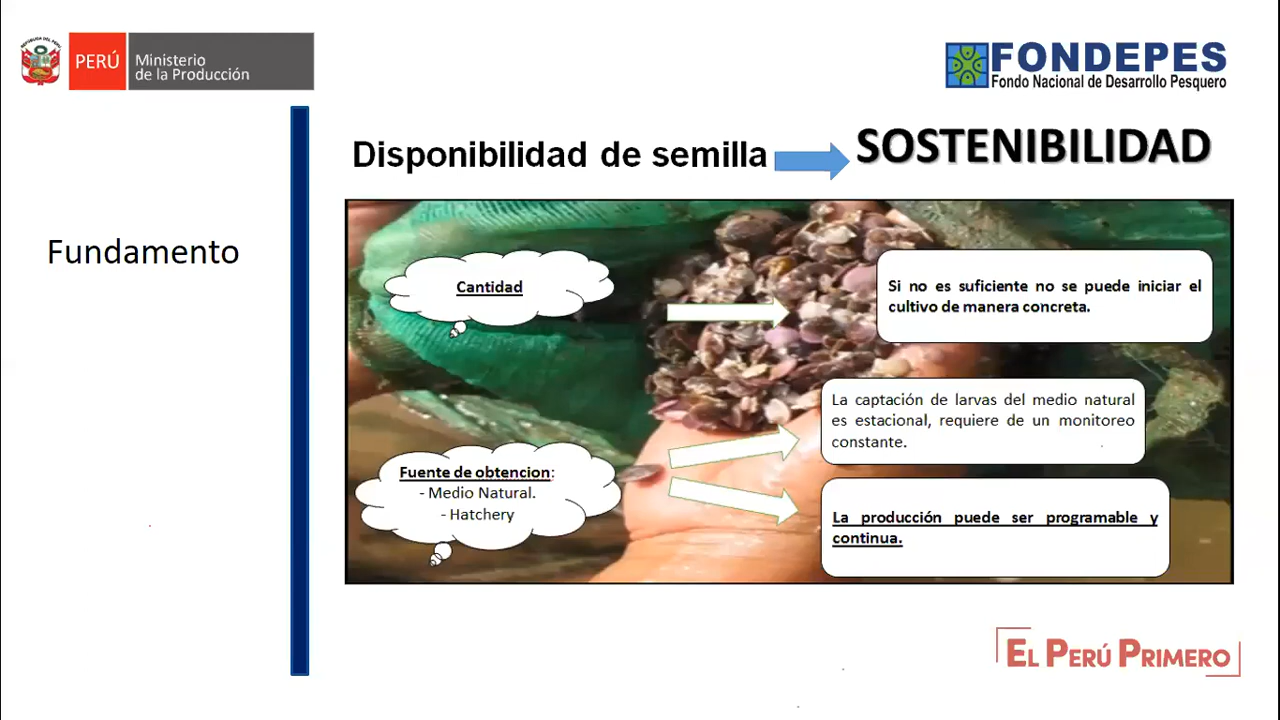 PERÚ
Ministerio
de la Producción
FONDEPES
Fondo Nacional de Desarrollo Pesquero
Disponibilidad de semilla
SOSTENIBILIDAD
Fundamento
Cantidad
Si no es suficiente no se puede iniciar el
cultivo de manera concreta.
La captación de larvas del medio natural
es estacional, requiere de un monitoreo
constante.
Fuente de obtencion:
- Medio Natural.
- Hatchery
La producción puede ser programable y
continua.
EL PERÚ PRIMERO